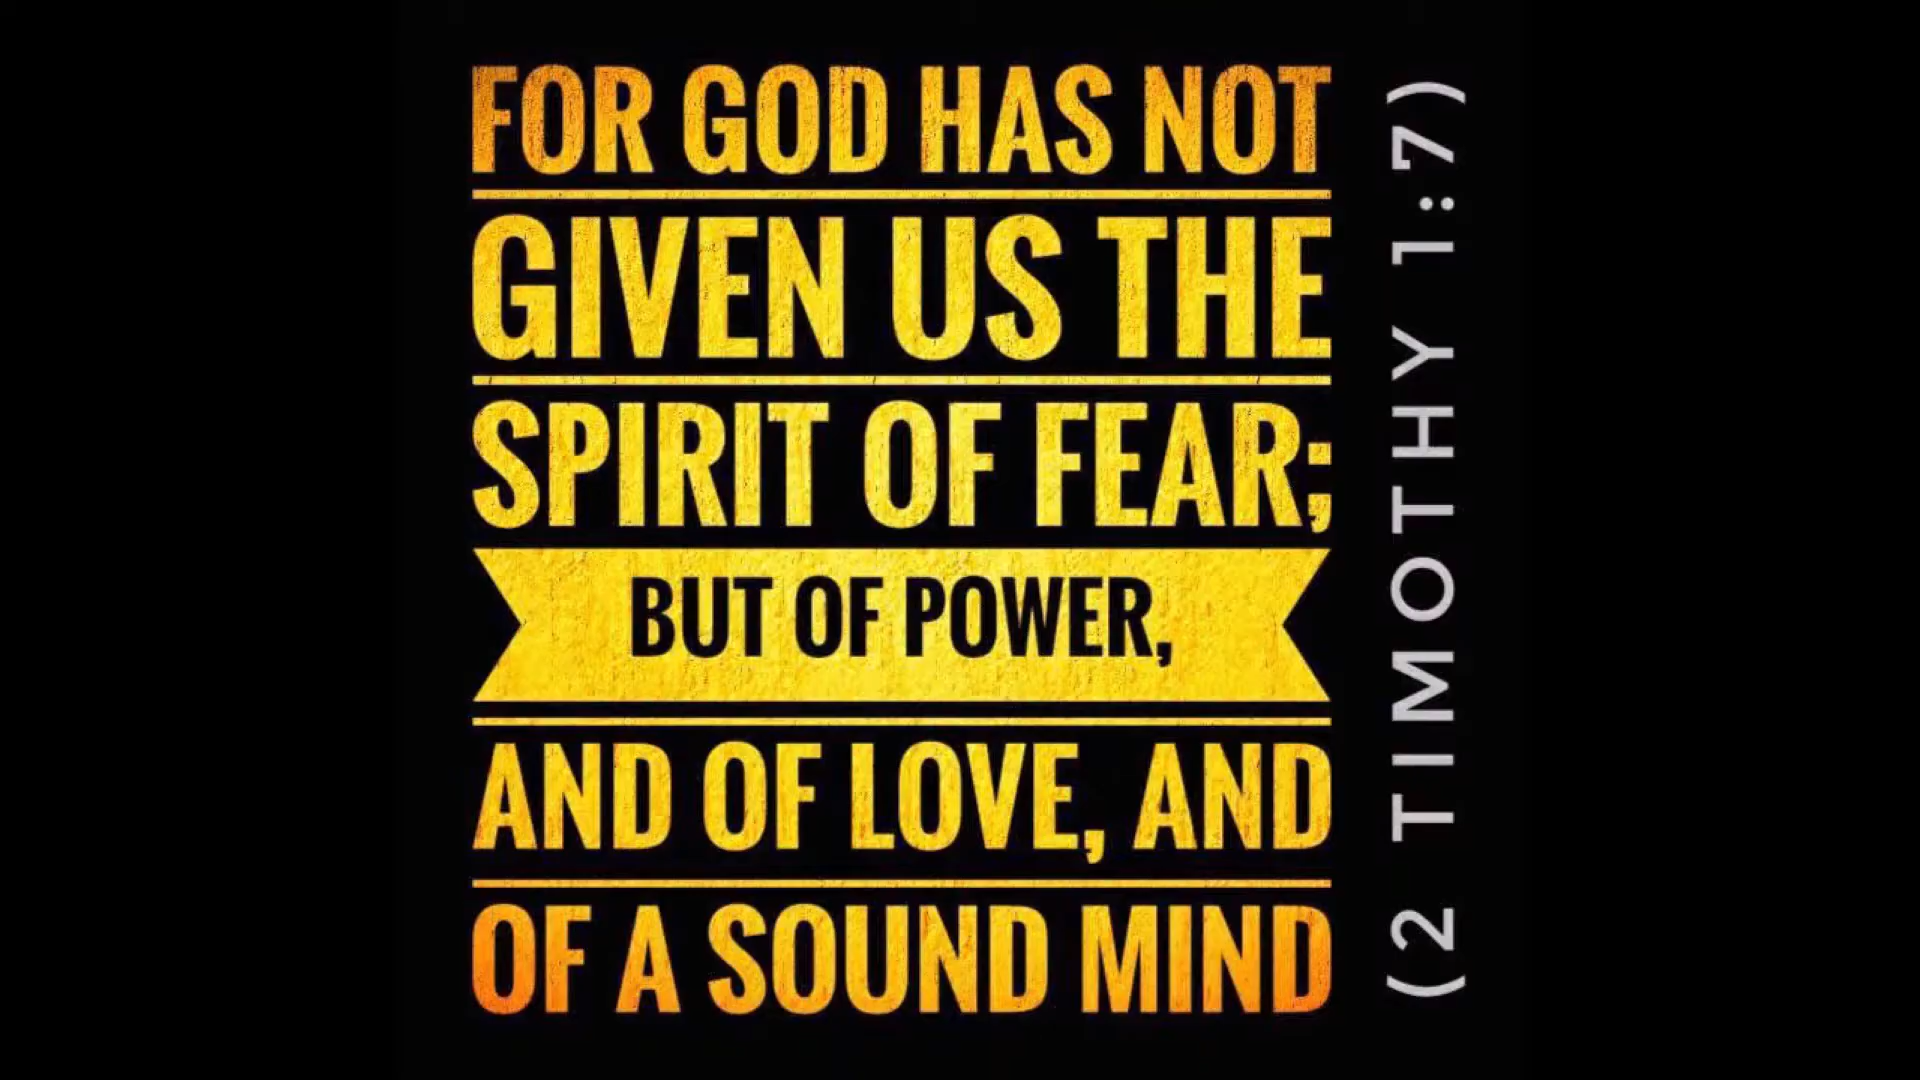 FOR GOD HAS NOT
GIVEN US THE
SPIRIT OF FEAR;
BUT OF POWER,
AND OF LOVE, AND
OF A SOUND MIND
(2 TIMOTHY 1:7)